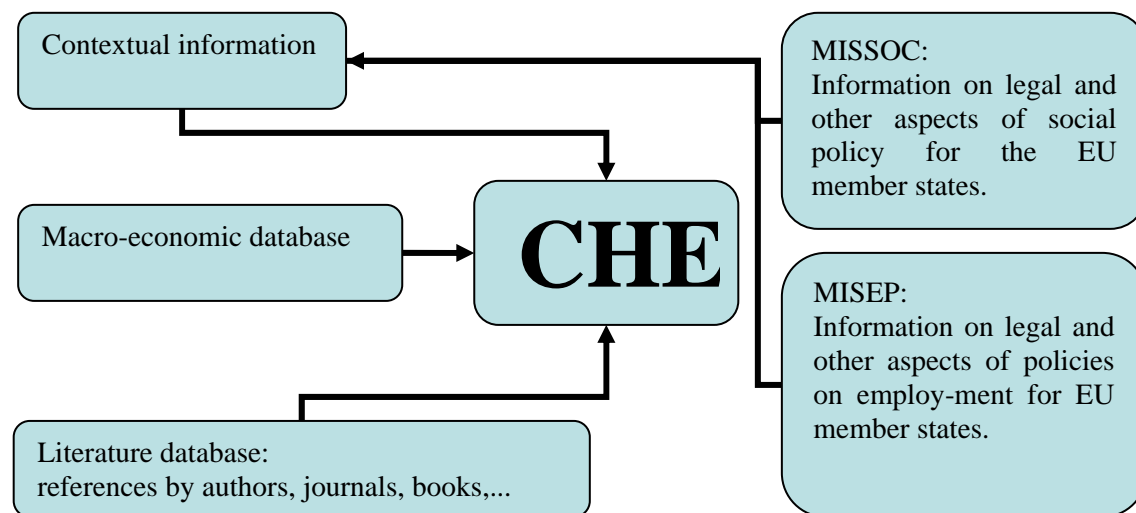 Contextual information
Macro-economic database
CHE
Literature database:
references by authors, journals, books,...
MISSOC:
Information on legal and
other aspects of social
policy for the EU
member states.
MISEP:
Information on legal and
other aspects of policies
on employ-ment for EU
member states.